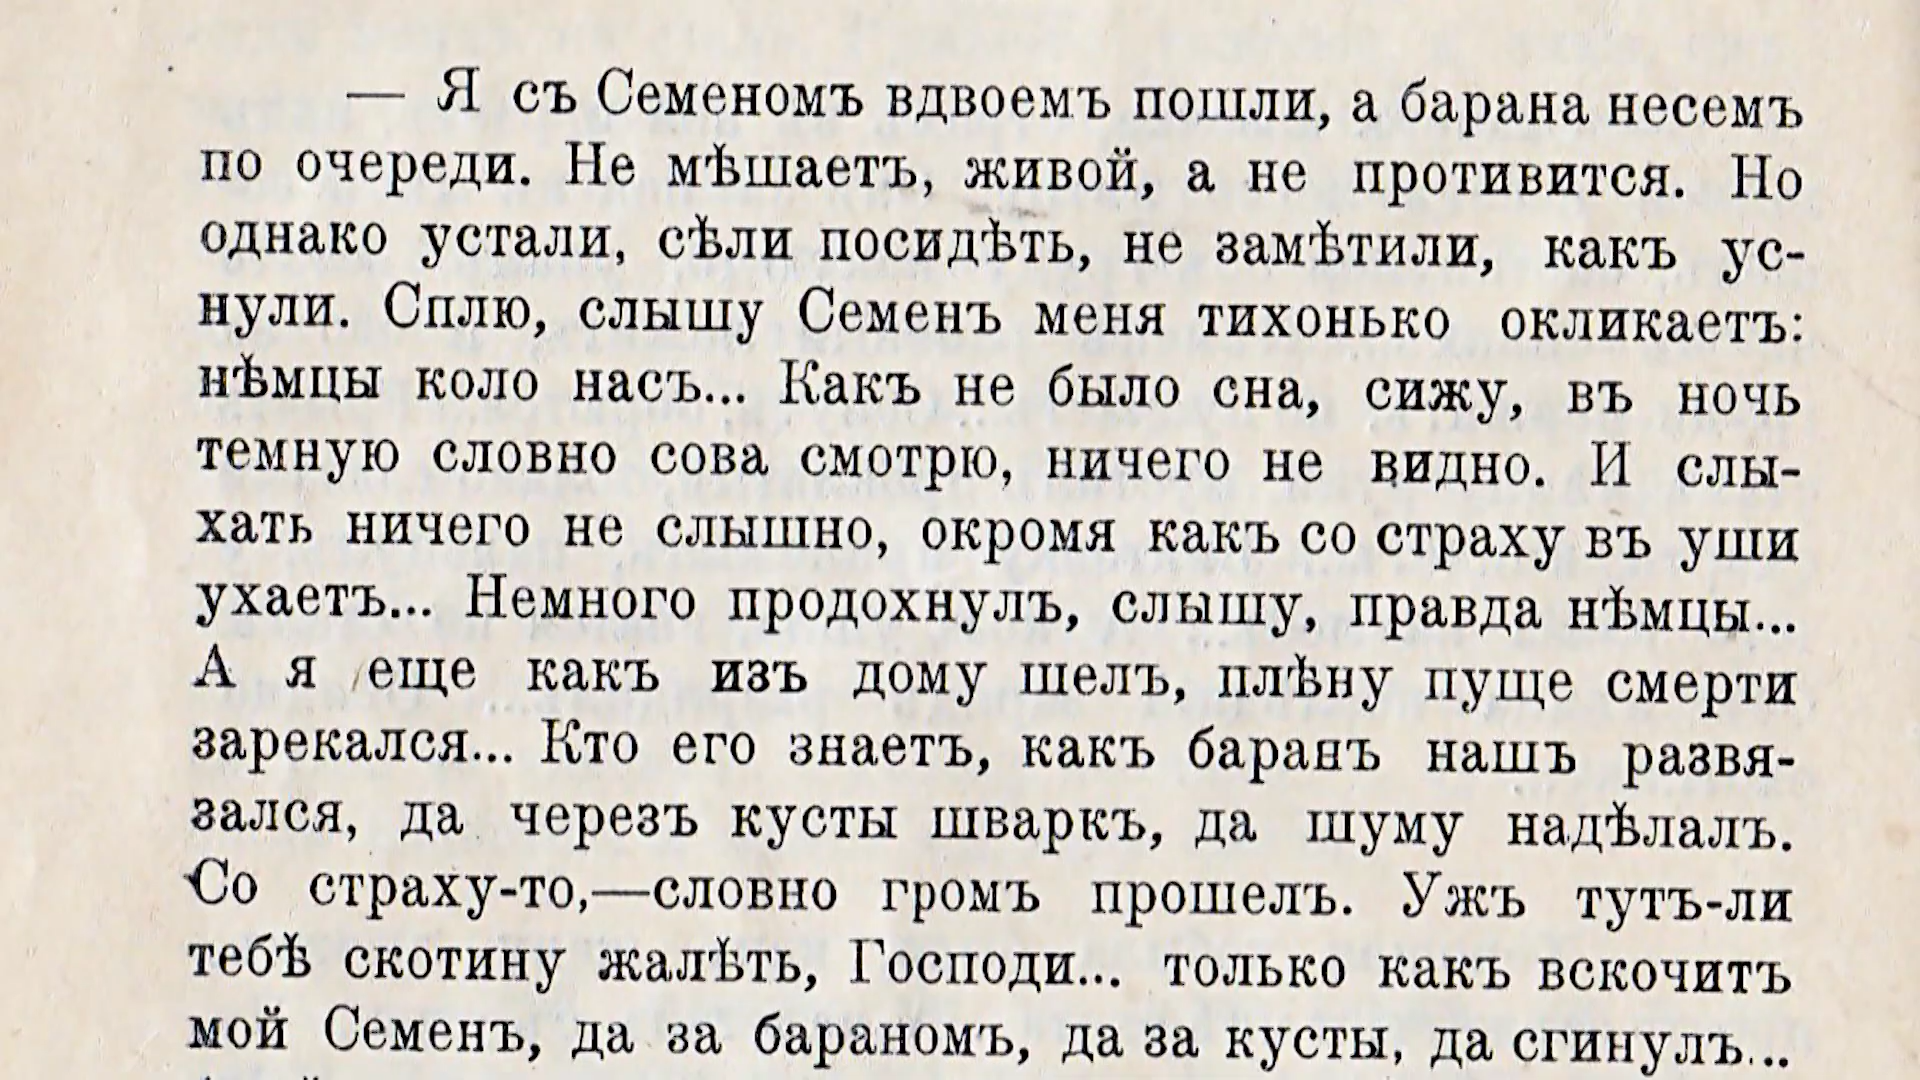 — Я съ Семеномъ вдвоемъ пошли, а барана несемъ
по очереди. Не мѣшаетъ, живой, а не противится. Но
однако устали, сѣли посидѣть, не замѣтили, какъ ус-
нули. Сплю, слышу Семенъ меня тихонько окликаетъ:
нѣмцы коло насъ... Какъ не было сна, сижу, въ ночь
темную словно сова смотрю, ничего не видно. И слы-
хать ничего не слышно, окромя какъ со страху въ уши
ухаетъ... Немного продохнулъ, слышу, правда нѣмцы...
А я еще какъ изъ дому шелъ, плѣну пуще смерти
зарекался... Кто его знаетъ, какъ баранъ нашъ развя-
зался, да черезъ кусты шваркъ, да шуму надѣлалъ.
Со страху-то,—словно громъ прошелъ. Ужъ тутъ-ли
тебѣ скотину жалѣть, Господи... только какъ вскочитъ
мой Семенъ, да за бараномъ, да за кусты, да сгинулъ...